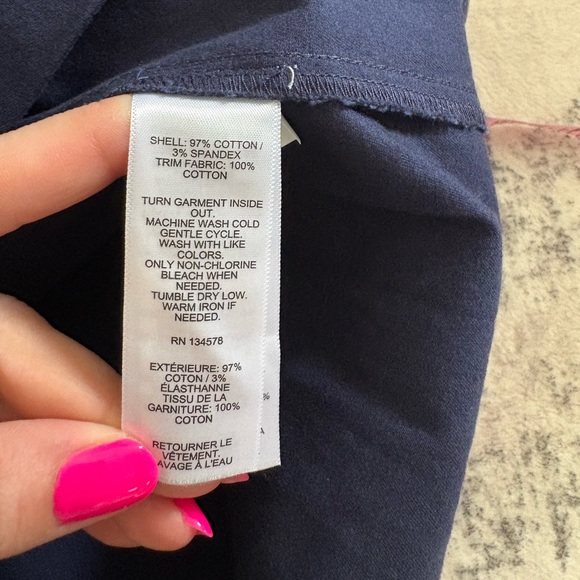 SHELL: 97% COTTON /
3% SPANDEX
TRIM FABRIC: 100%
COTTON
TURN GARMENT INSIDE
OUT.
MACHINE WASH COLD
GENTLE CYCLE.
WASH WITH LIKE
COLORS.
ONLY NON-CHLORINE
BLEACH WHEN
NEEDED.
TUMBLE DRY LOW.
WARM IRON IF
NEEDED.
RN 134578
EXTÉRIEURE: 97%
COTON / 3%
ÉLASTHANNE
TISSU DE LA
GARNITURE: 100%
COTON
RETOURNER LE
VÊTEMENT.
LAVAGE À L'EAU
%
A